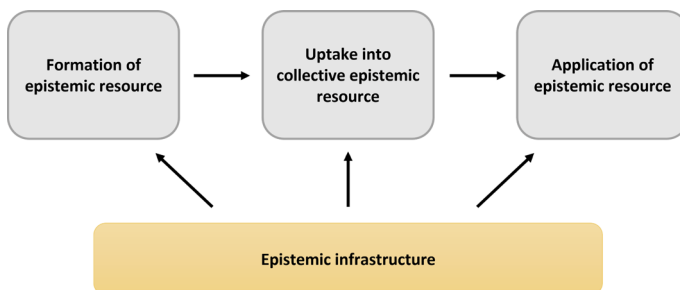 Formation of
epistemic resource
Uptake into
collective epistemic
resource
Application of
epistemic resource
Epistemic infrastructure